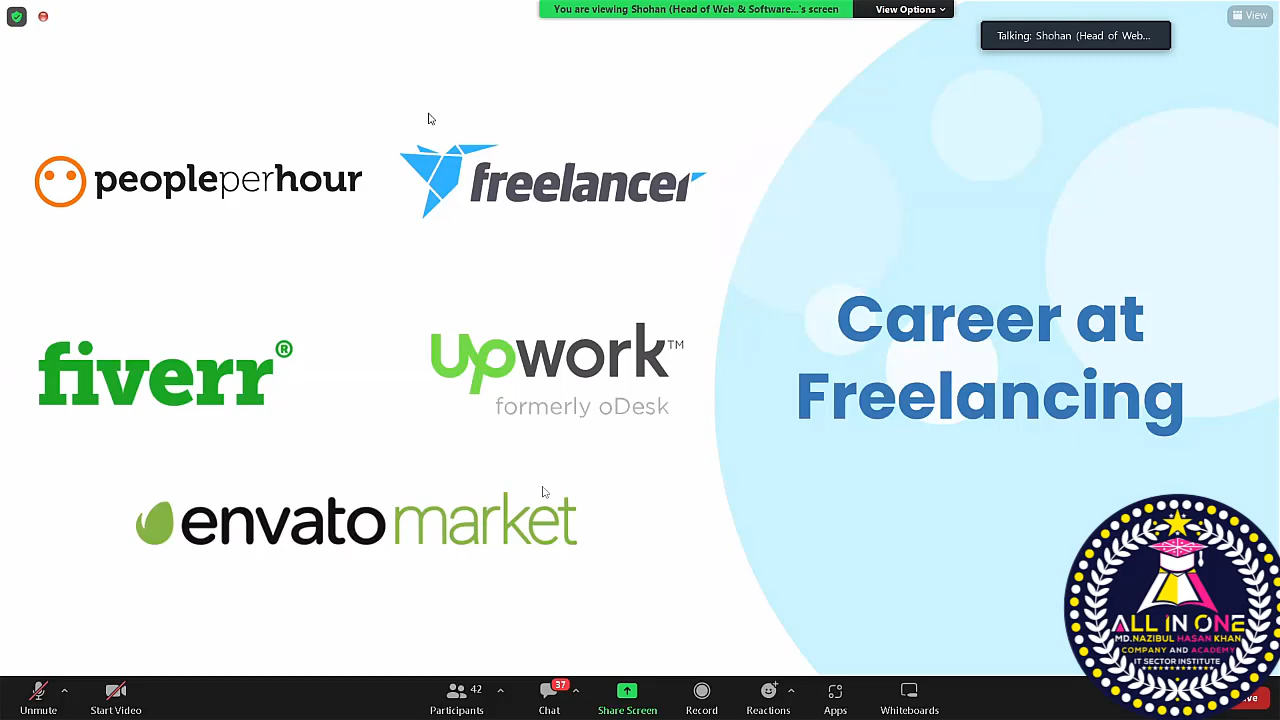 You are viewing Shohan (Head of Web & Software...'s screen
View Options
View
Talking: Shohan (Head of Web...
peopleperhour
freelancer
Career at
Freelancing
fiverr®
upwork™
formerly oDesk
envato market
ALL IN ONE
MD.NAZIBUL HASAN KHAN
COMPANY AND ACADEMY
IT SECTOR INSTITUTE
Unmute
Start Video
42
Participants
37
Chat
Share Screen
Record
Reactions
Apps
Whiteboards